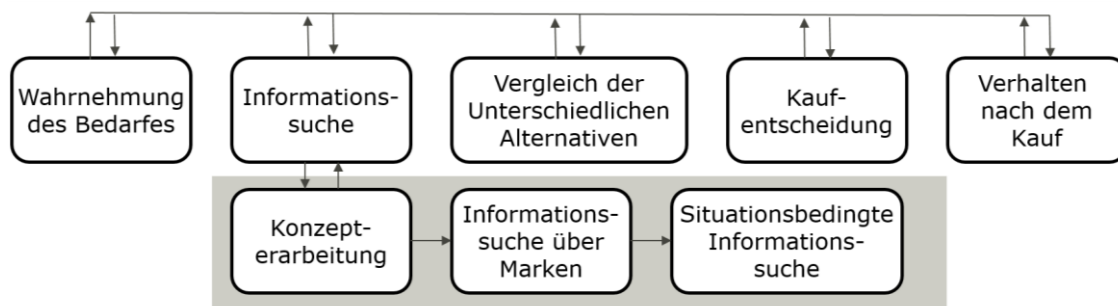 Wahrnehmung
des Bedarfes
Informations-
suche
Vergleich der
Unterschiedlichen
Alternativen
Kauf-
entscheidung
Verhalten
nach dem
Kauf
Konzept-
erarbeitung
Informations-
suche über
Marken
Situationsbedingte
Informations-
suche